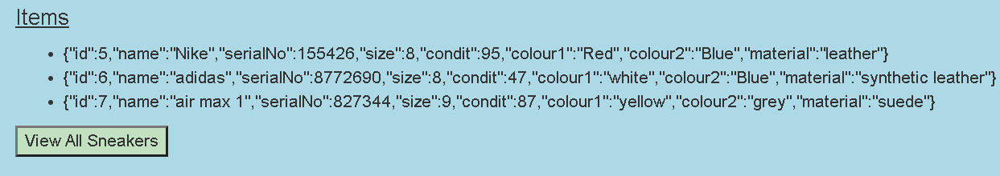 Items
{"id":5,"name":"Nike","serialNo":155426,"size":8,"condit":95,"colour1":"Red","colour2":"Blue","material":"leather"}
{"id":6,"name":"adidas","serialNo":8772690,"size":8,"condit":47,"colour1":"white","colour2":"Blue","material":"synthetic leather"}
{"id":7,"name":"air max 1","serialNo":827344,"size":9,"condit":87,"colour1":"yellow","colour2":"grey","material":"suede"}
View All Sneakers